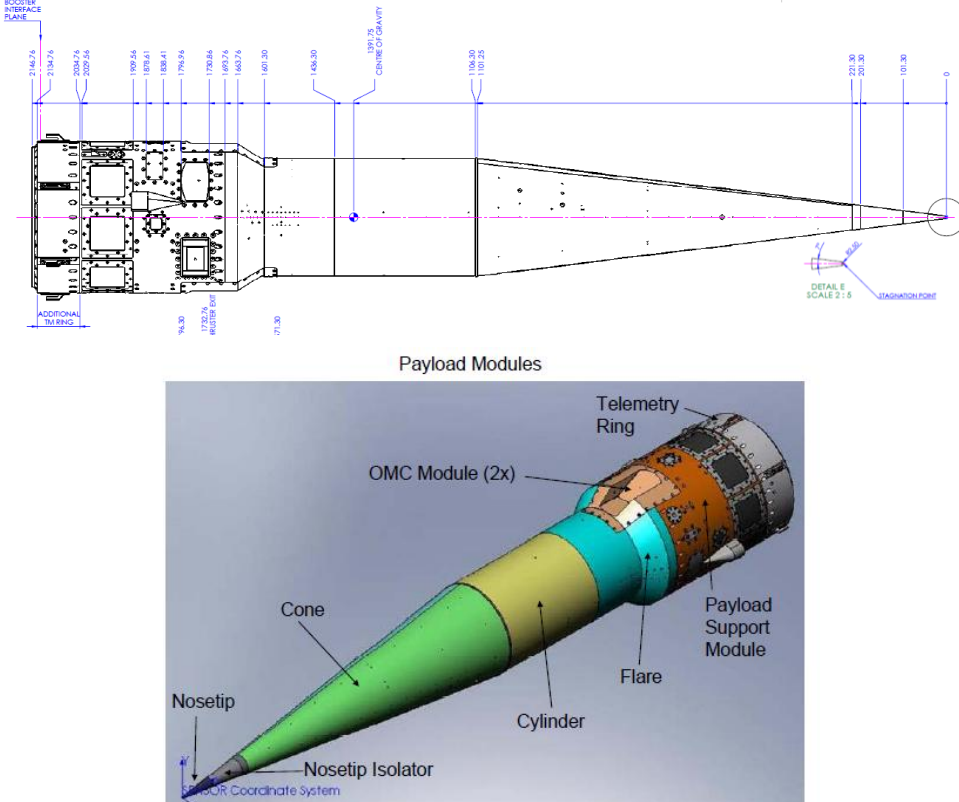 BOOSTER
INTERFACE
PLANE
2146.76
2134.76
2034.76
2029.56
1909.56
1878.61
1838.41
1796.96
1730.86
1693.76
1663.76
1601.30
1436.30
1391.75
CENTRE OF GRAVITY
1106.30
1101.25
221.30
201.30
101.30
0
7°
R2.50
DETAIL E
SCALE 2 : 5
STAGNATION POINT
ADDITIONAL
TM RING
1732.76
Payload Modules
Telemetry
Ring
OMC Module (2x)
Cone
Payload
Support
Module
Flare
Nosetip
Cylinder
Nosetip Isolator
Y
SENSOR Coordinate System